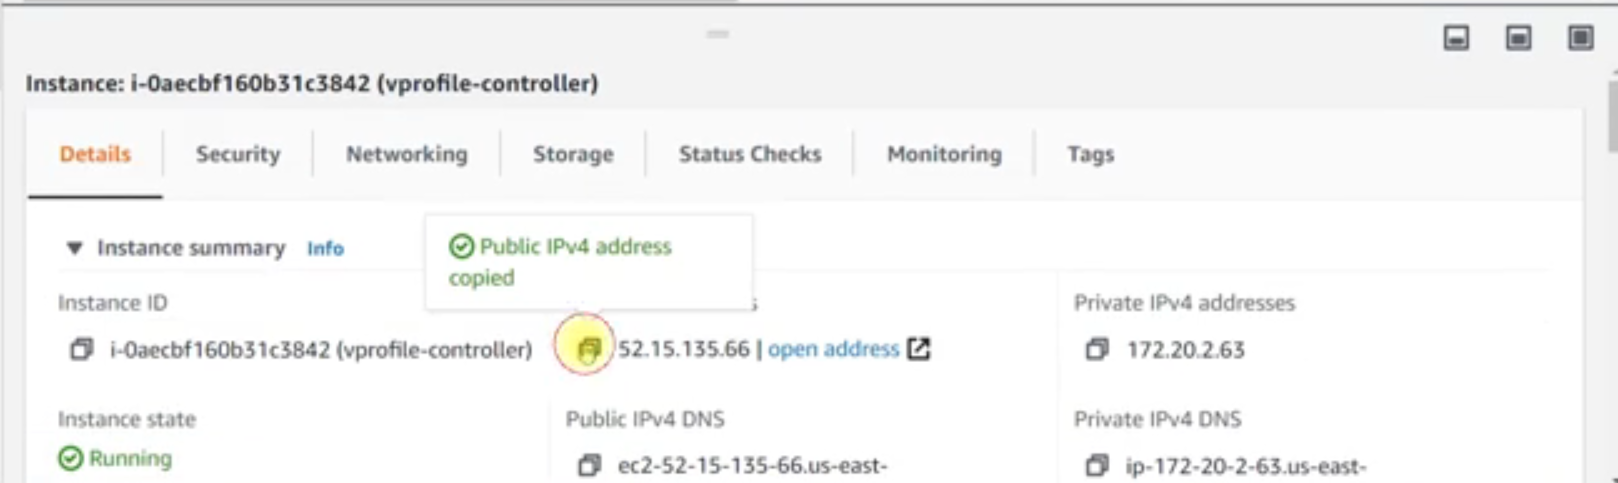 Instance: i-0aecbf160b31c3842 (vprofile-controller)
Details
Security
Networking
Storage
Status Checks
Monitoring
Tags
Instance summary Info
Public IPv4 address
copied
Instance ID
Private IPv4 addresses
i-0aecbf160b31c3842 (vprofile-controller)
52.15.135.66 | open address
172.20.2.63
Instance state
Public IPv4 DNS
Private IPv4 DNS
Running
ec2-52-15-135-66.us-east-
ip-172-20-2-63.us-east-